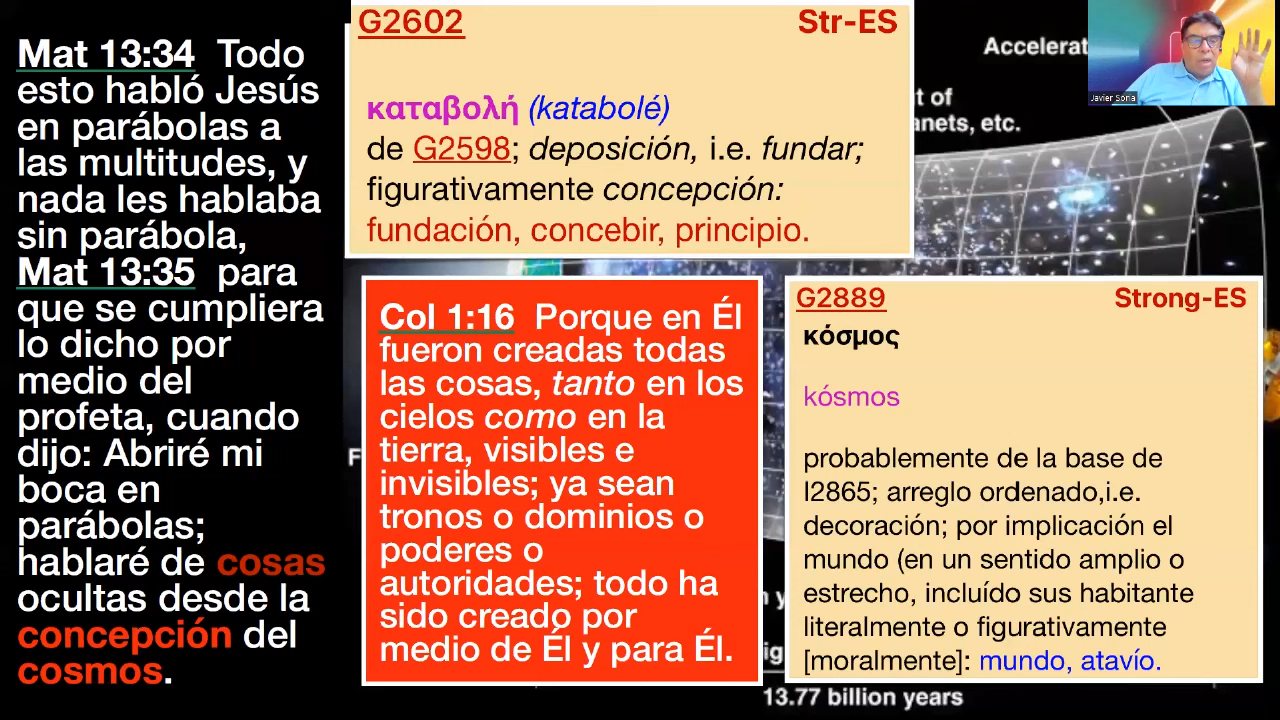 Mat 13:34 Todo
esto habló Jesús
en parábolas a
las multitudes, y
nada les hablaba
sin parábola,
Mat 13:35 para
que se cumpliera
lo dicho por
medio del
profeta, cuando
dijo: Abriré mi
boca en
parábolas;
hablaré de cosas
ocultas desde la
concepción del
cosmos.
G2602 Str-ES
καταβολή (katabolé)
de G2598; deposición, i.e. fundar;
figurativamente concepción:
fundación, concebir, principio.
Col 1:16 Porque en Él
fueron creadas todas
las cosas, tanto en los
cielos como en la
tierra, visibles e
invisibles; ya sean
tronos o dominios o
poderes o
autoridades; todo ha
sido creado por
medio de Él y para Él.
G2889 Strong-ES
κόσμος
kósmos
probablemente de la base de
I2865; arreglo ordenado,i.e.
decoración; por implicación el
mundo (en un sentido amplio o
estrecho, incluído sus habitante
literalmente o figurativamente
[moralmente]: mundo, atavío.
Accelerat
t of
anets, etc.
Javier Soria
13.77 billion years